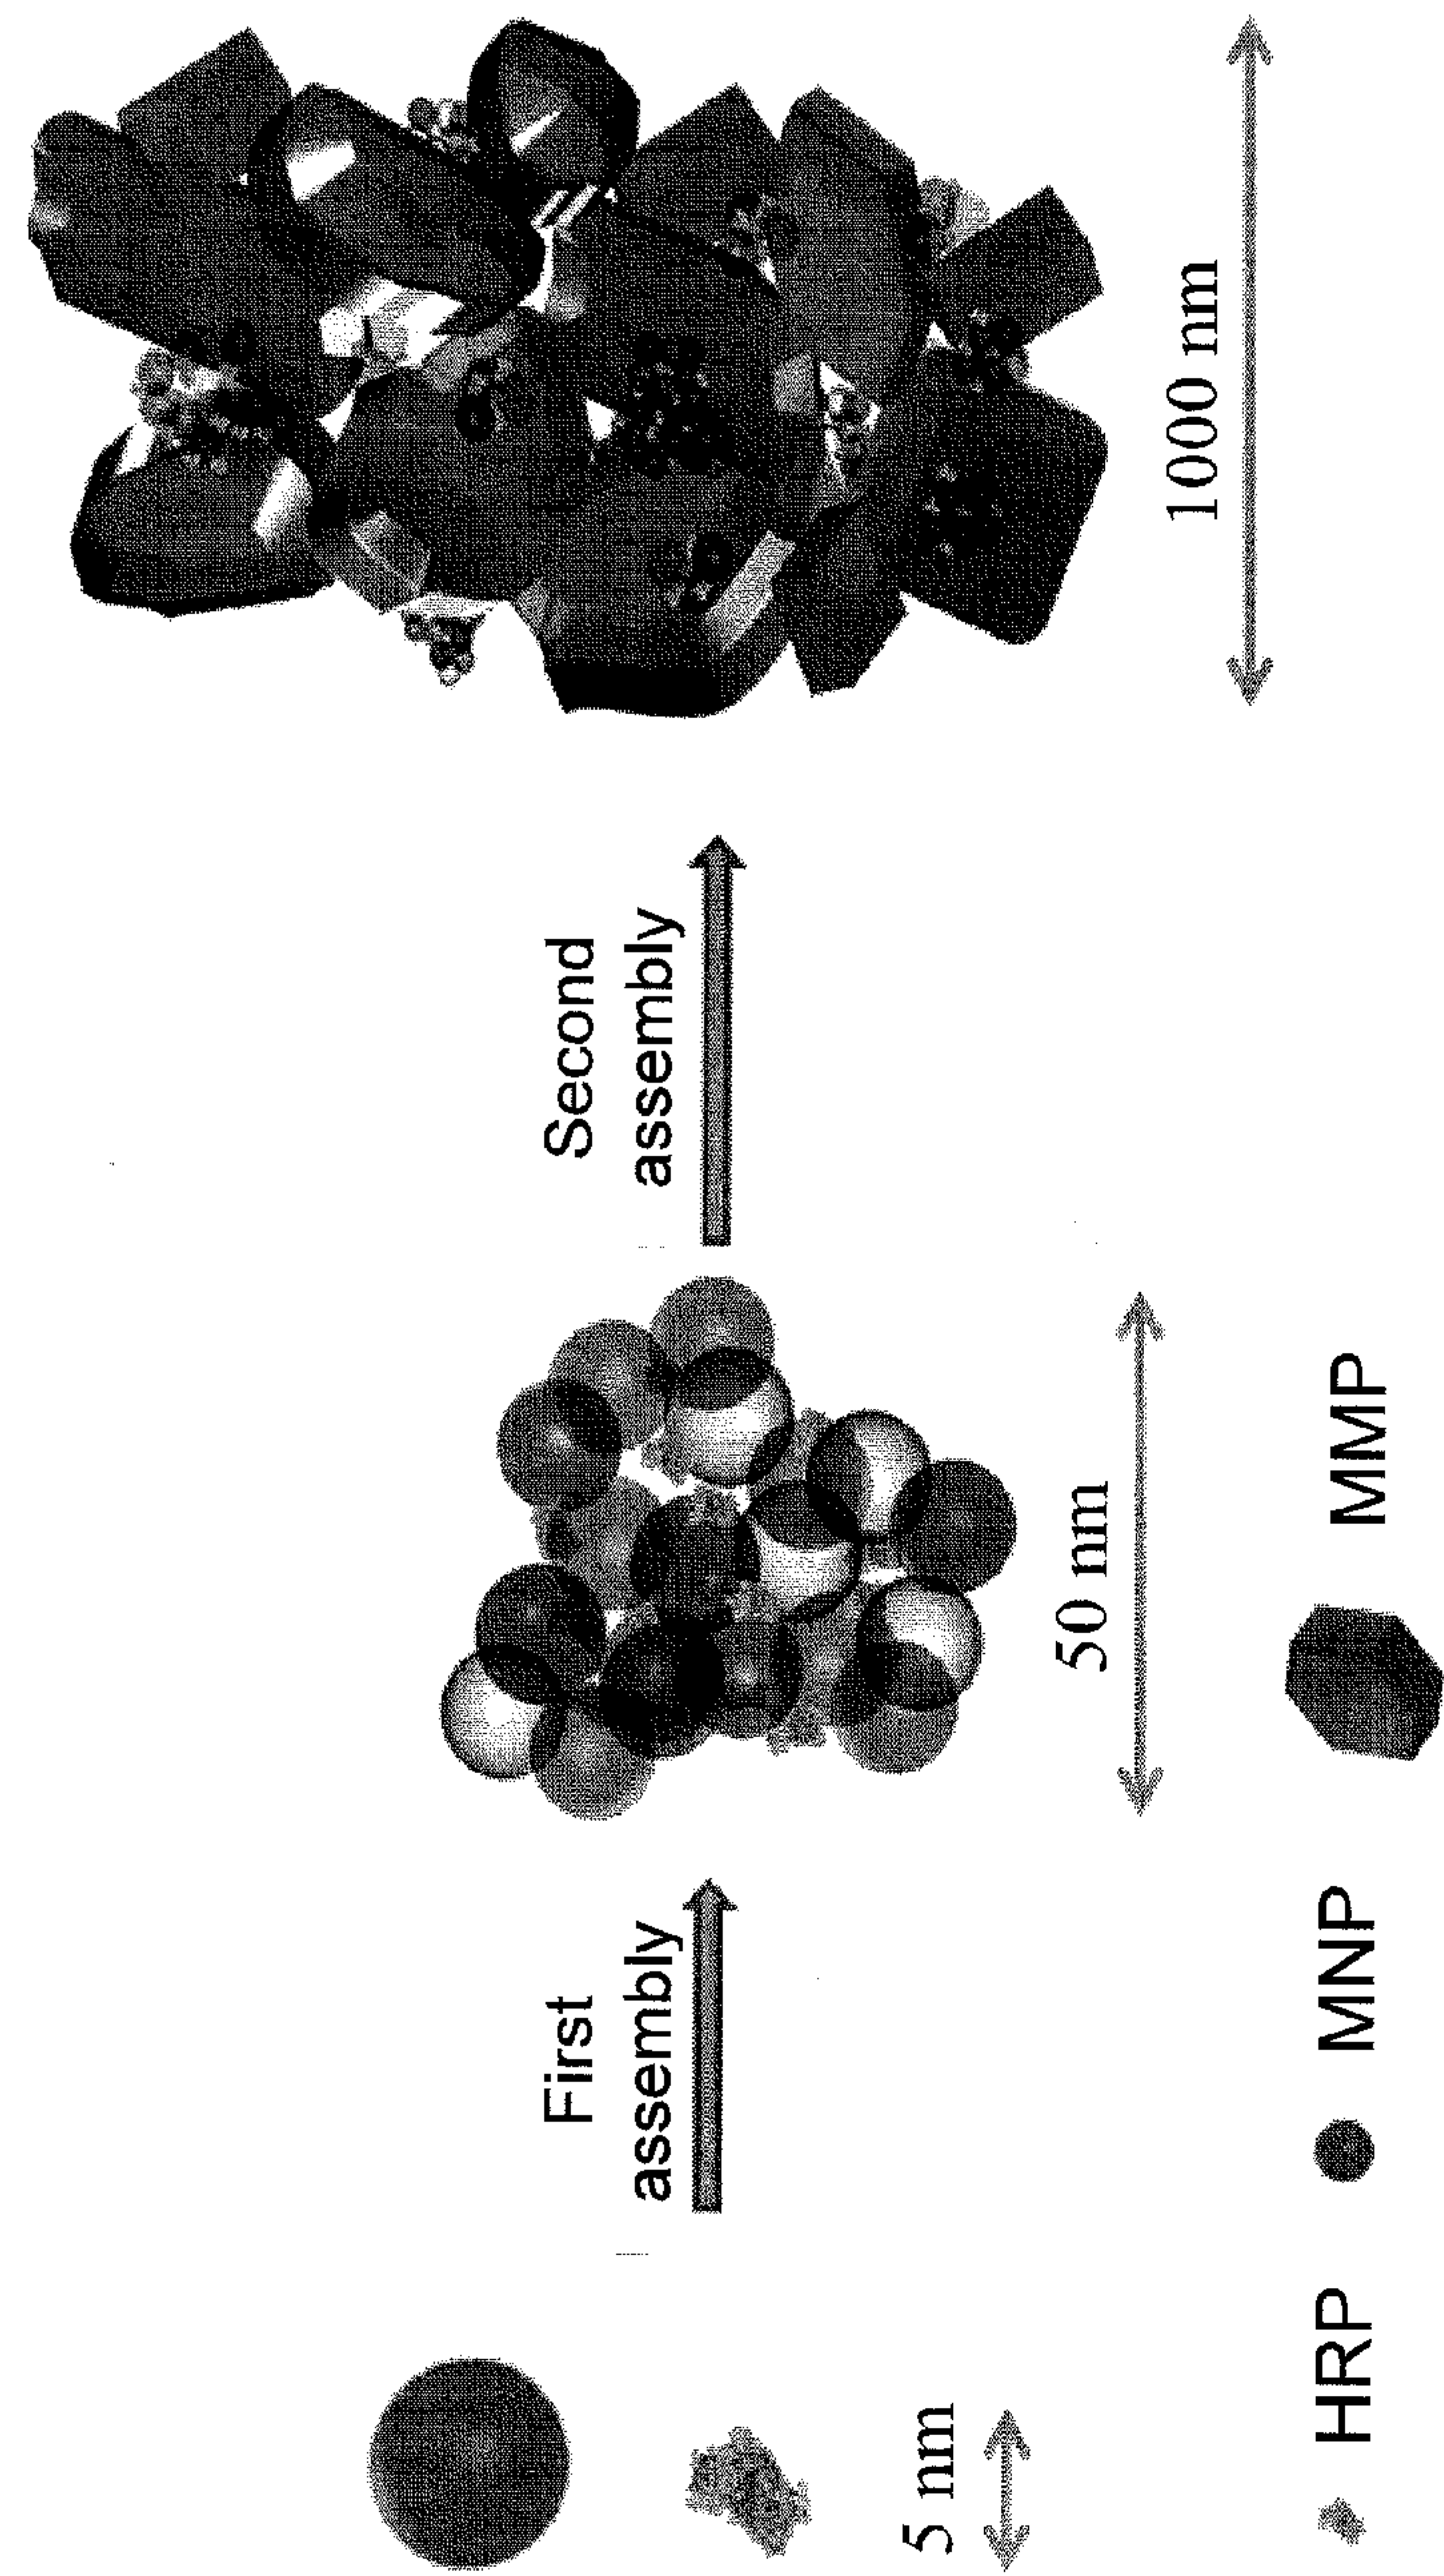 First
assembly
Second
assembly
5 nm
50 nm
1000 nm
HRP
MNP
MMP